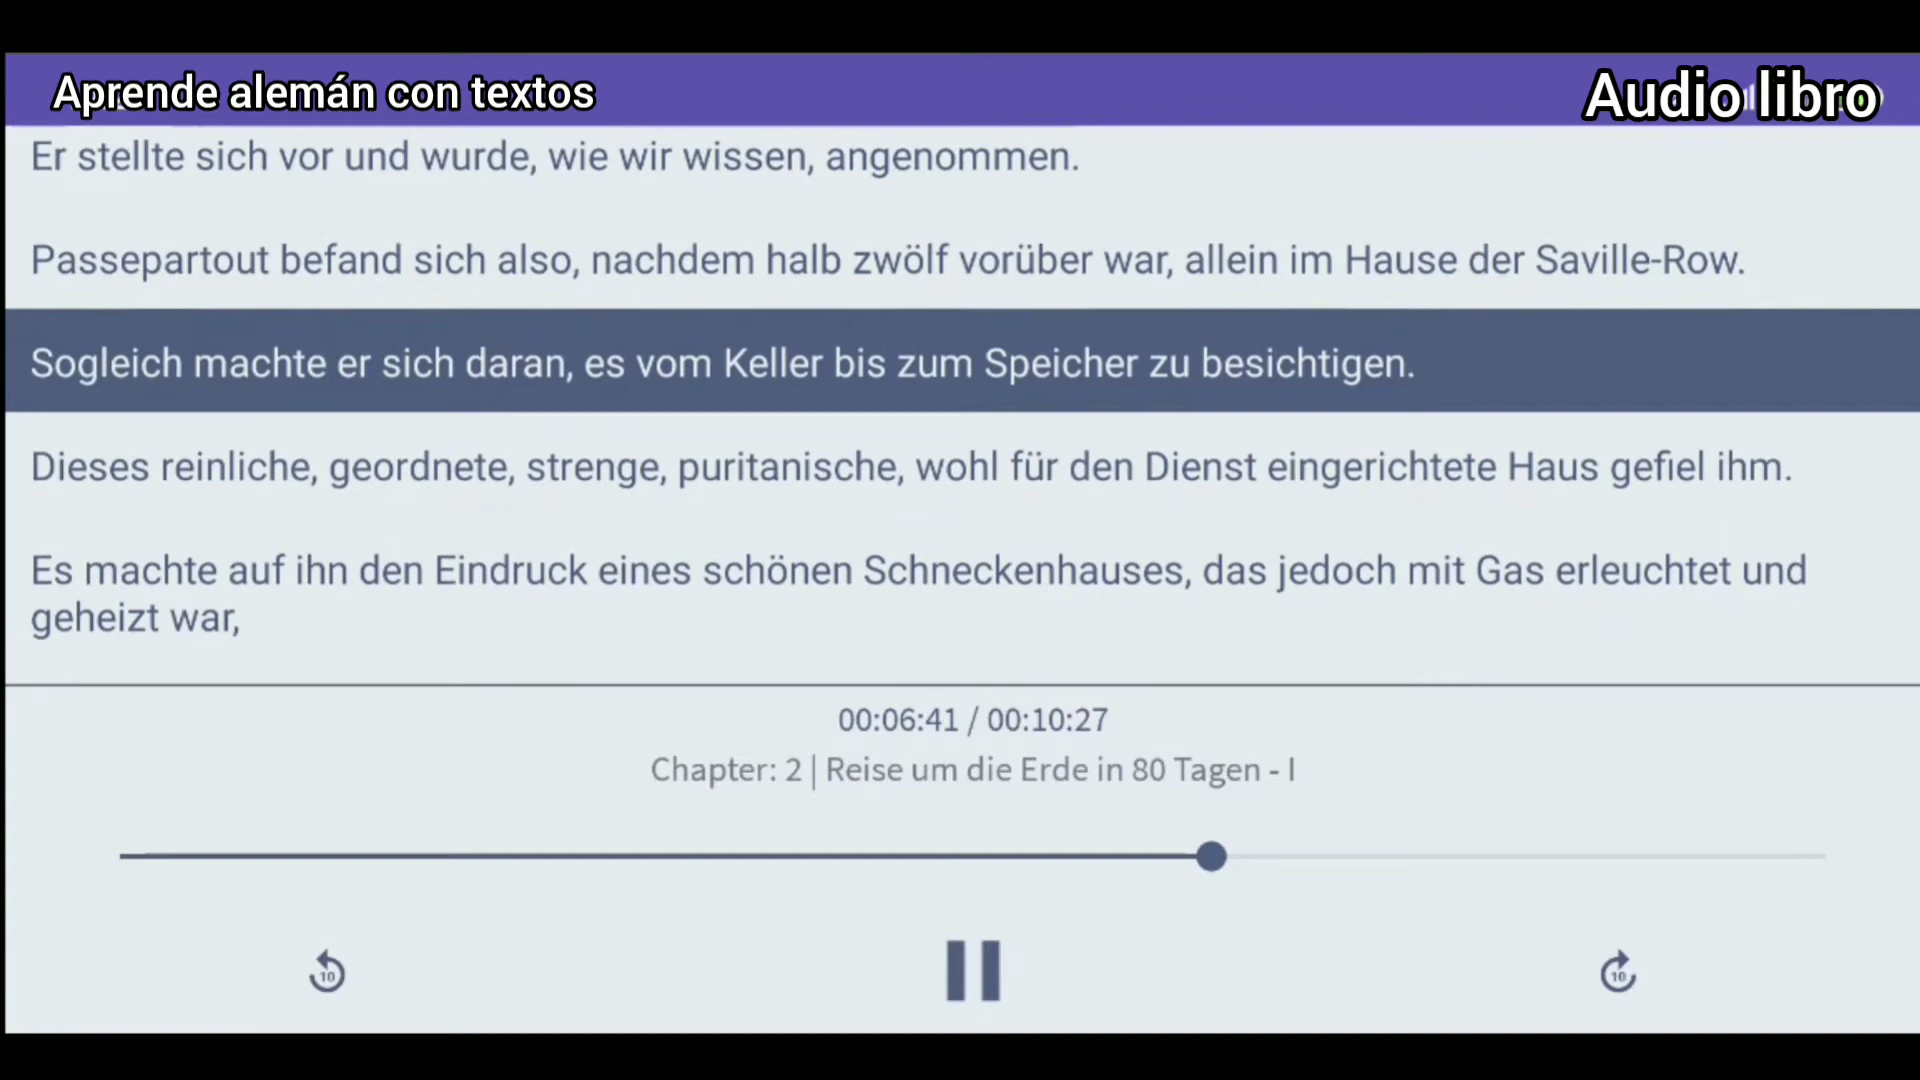 Aprende alemán con textos
Audio libro
Er stellte sich vor und wurde, wie wir wissen, angenommen.
Passepartout befand sich also, nachdem halb zwölf vorüber war, allein im Hause der Saville-Row.
Sogleich machte er sich daran, es vom Keller bis zum Speicher zu besichtigen.
Dieses reinliche, geordnete, strenge, puritanische, wohl für den Dienst eingerichtete Haus gefiel ihm.
Es machte auf ihn den Eindruck eines schönen Schneckenhauses, das jedoch mit Gas erleuchtet und
geheizt war,
00:06:41 / 00:10:27
Chapter: 2 | Reise um die Erde in 80 Tagen - I
10
10